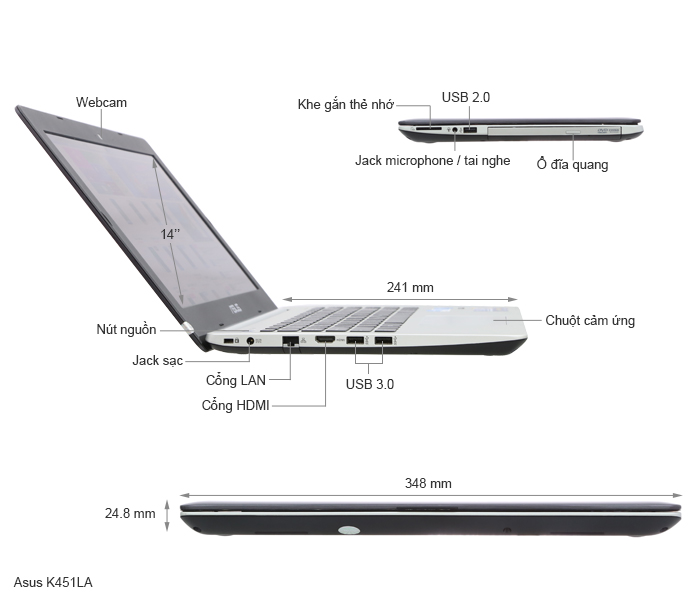 Webcam
Khe gắn thẻ nhớ
USB 2.0
Jack microphone / tai nghe
Ổ đĩa quang
14’’
241 mm
Nút nguồn
Chuột cảm ứng
Jack sạc
Cổng LAN
USB 3.0
Cổng HDMI
348 mm
24.8 mm
Asus K451LA